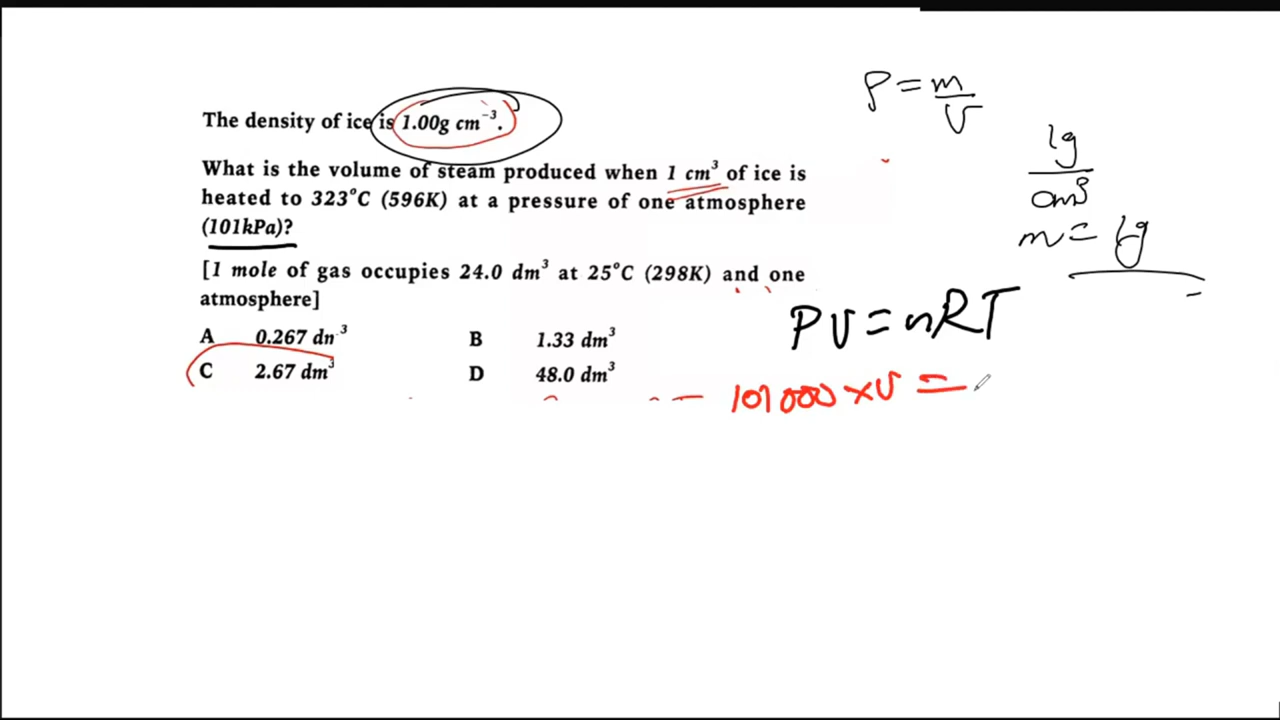 The density of ice is 1.00g cm⁻³.
What is the volume of steam produced when 1 cm³ of ice is
heated to 323°C (596K) at a pressure of one atmosphere
(101kPa)?
[1 mole of gas occupies 24.0 dm³ at 25°C (298K) and one
atmosphere]
A 0.267 dn³ B 1.33 dm³
C 2.67 dm³ D 48.0 dm³
ρ = m/V
1g/cm³
m = 1g
PV = nRT
101000 × V =